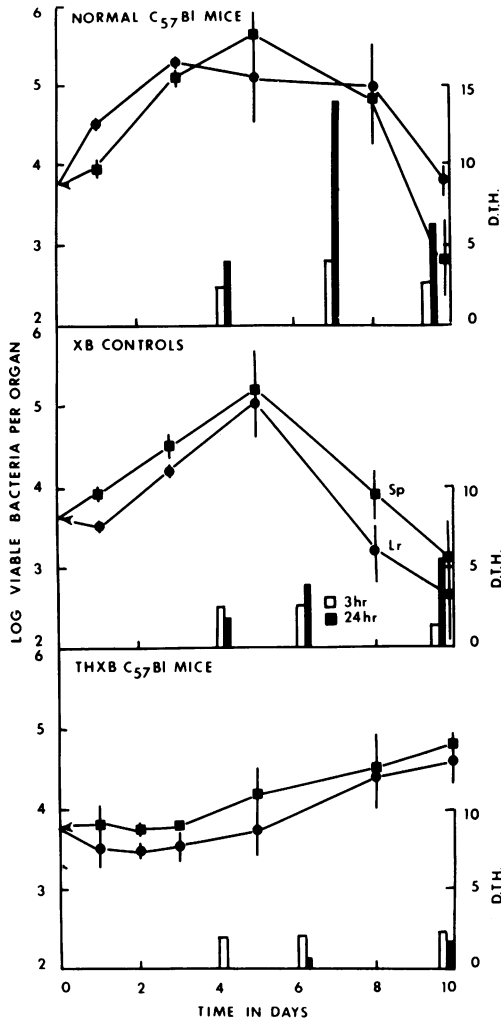 NORMAL C57Bl MICE
6
5
4
3
2
15
10
5
0
D.T.H.
XB CONTROLS
6
5
4
3
2
Sp
Lr
3hr
24hr
10
5
0
D.T.H.
LOG VIABLE BACTERIA PER ORGAN
THXB C57Bl MICE
6
5
4
3
2
10
5
0
D.T.H.
0 2 4 6 8 10
TIME IN DAYS